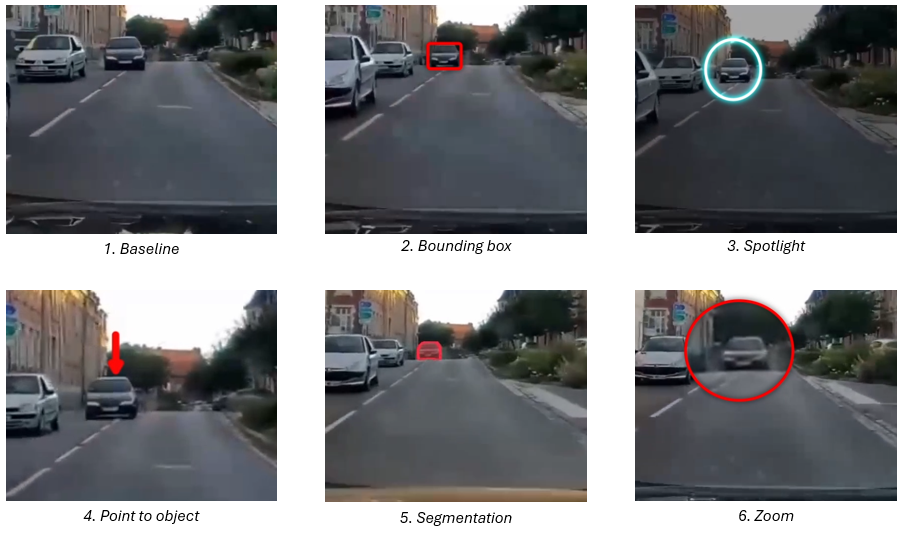 1. Baseline
2. Bounding box
3. Spotlight
4. Point to object
5. Segmentation
6. Zoom